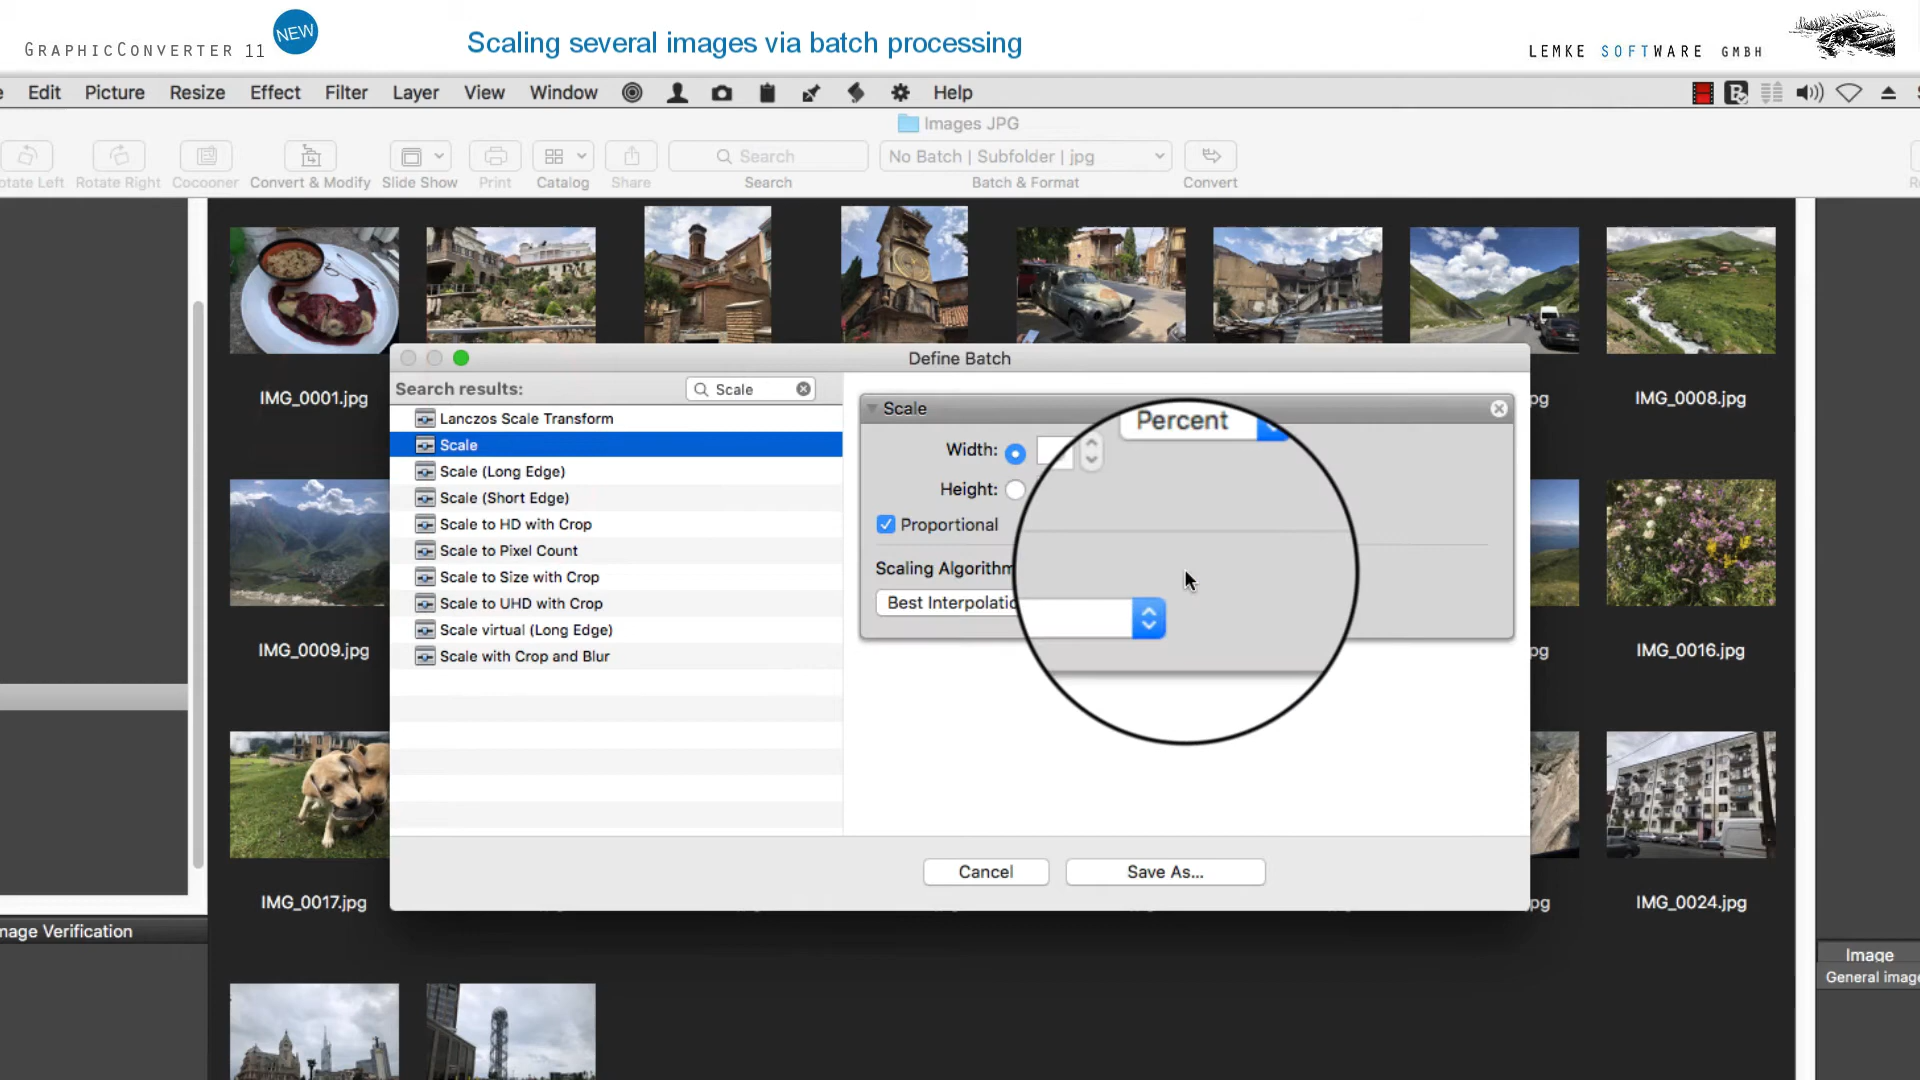 GRAPHICCONVERTER 11
NEW
Scaling several images via batch processing
LEMKE SOFTWARE GMBH
Edit Picture Resize Effect Filter Layer View Window Help
Images JPG
Search
No Batch | Subfolder | jpg
otate Left Rotate Right Cocooner Convert & Modify Slide Show Print Catalog Share Search Batch & Format Convert
IMG_0001.jpg
IMG_0008.jpg
Define Batch
Search results:
Scale
Lanczos Scale Transform
Scale
Scale (Long Edge)
Scale (Short Edge)
Scale to HD with Crop
Scale to Pixel Count
Scale to Size with Crop
Scale to UHD with Crop
Scale virtual (Long Edge)
Scale with Crop and Blur
Scale
Percent
Width:
Height:
Proportional
Scaling Algorithm
Best Interpolatio
Cancel
Save As...
IMG_0009.jpg
pg
IMG_0016.jpg
IMG_0017.jpg
pg
IMG_0024.jpg
mage Verification
Image
General image